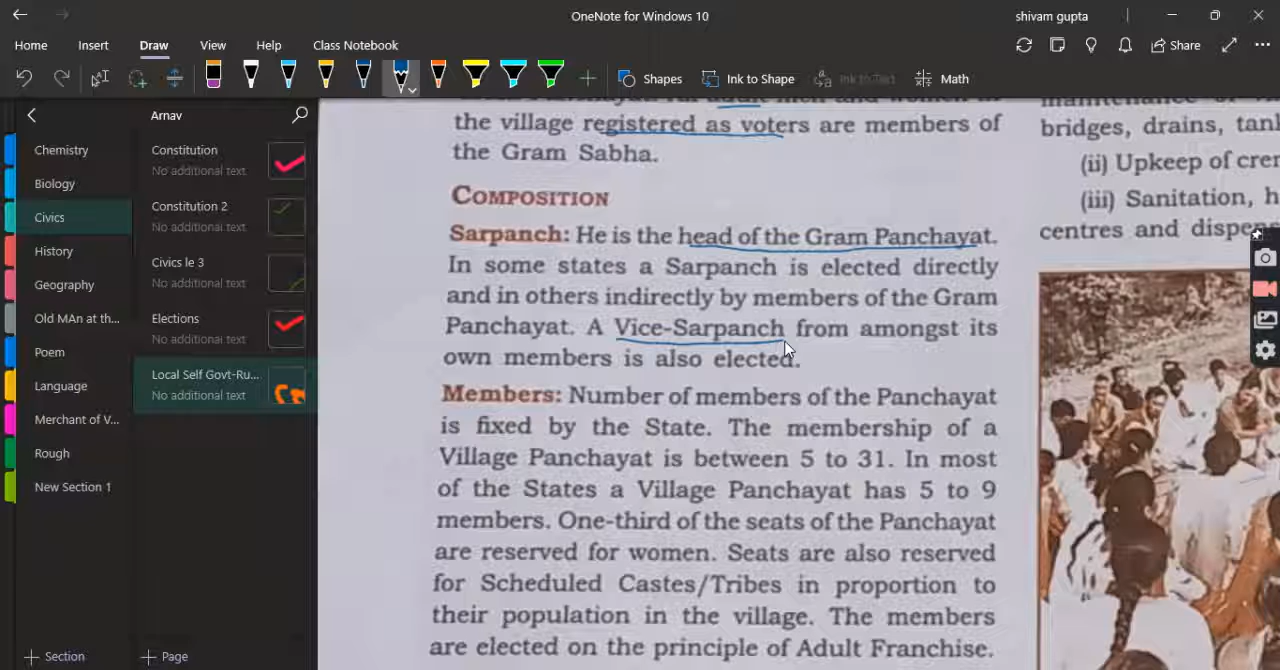 OneNote for Windows 10
shivam gupta
Home Insert Draw View Help Class Notebook
Share
Shapes Ink to Shape Ink to Text Math
Arnav
Chemistry
Biology
Civics
History
Geography
Old MAn at th...
Poem
Language
Merchant of V...
Rough
New Section 1
Section
Constitution
No additional text
Constitution 2
No additional text
Civics le 3
No additional text
Elections
No additional text
Local Self Govt-Ru...
No additional text
Page
men and women
the village registered as voters are members of
the Gram Sabha.
COMPOSITION
Sarpanch: He is the head of the Gram Panchayat.
In some states a Sarpanch is elected directly
and in others indirectly by members of the Gram
Panchayat. A Vice-Sarpanch from amongst its
own members is also elected.
Members: Number of members of the Panchayat
is fixed by the State. The membership of a
Village Panchayat is between 5 to 31. In most
of the States a Village Panchayat has 5 to 9
members. One-third of the seats of the Panchayat
are reserved for women. Seats are also reserved
for Scheduled Castes/Tribes in proportion to
their population in the village. The members
are elected on the principle of Adult Franchise.
bridges, drains, tan
(ii) Upkeep of cre
(iii) Sanitation, h
centres and dispe